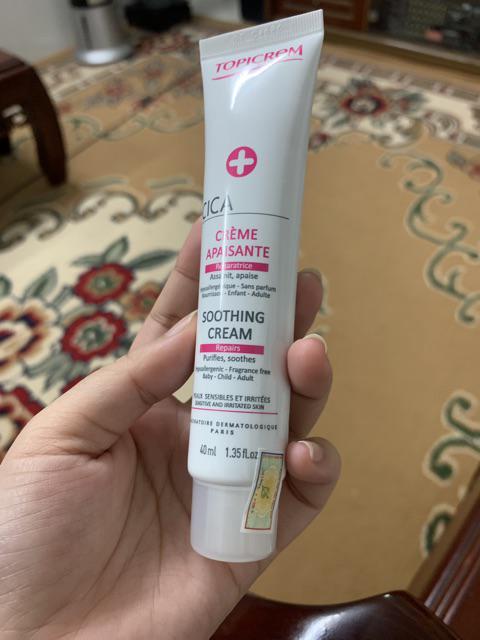 TOPICREM
CICA
CRÈME
APAISANTE
Réparatrice
Assainit, apaise
Hypoallergénique - Sans parfum
Nourrisson - Enfant - Adulte
SOOTHING
CREAM
Repairs
Purifies, soothes
Hypoallergenic - Fragrance free
Baby - Child - Adult
PEAUX SENSIBLES ET IRRITÉES
SENSITIVE AND IRRITATED SKIN
LABORATOIRE DERMATOLOGIQUE
PARIS
40 ml 1.35 fl.oz